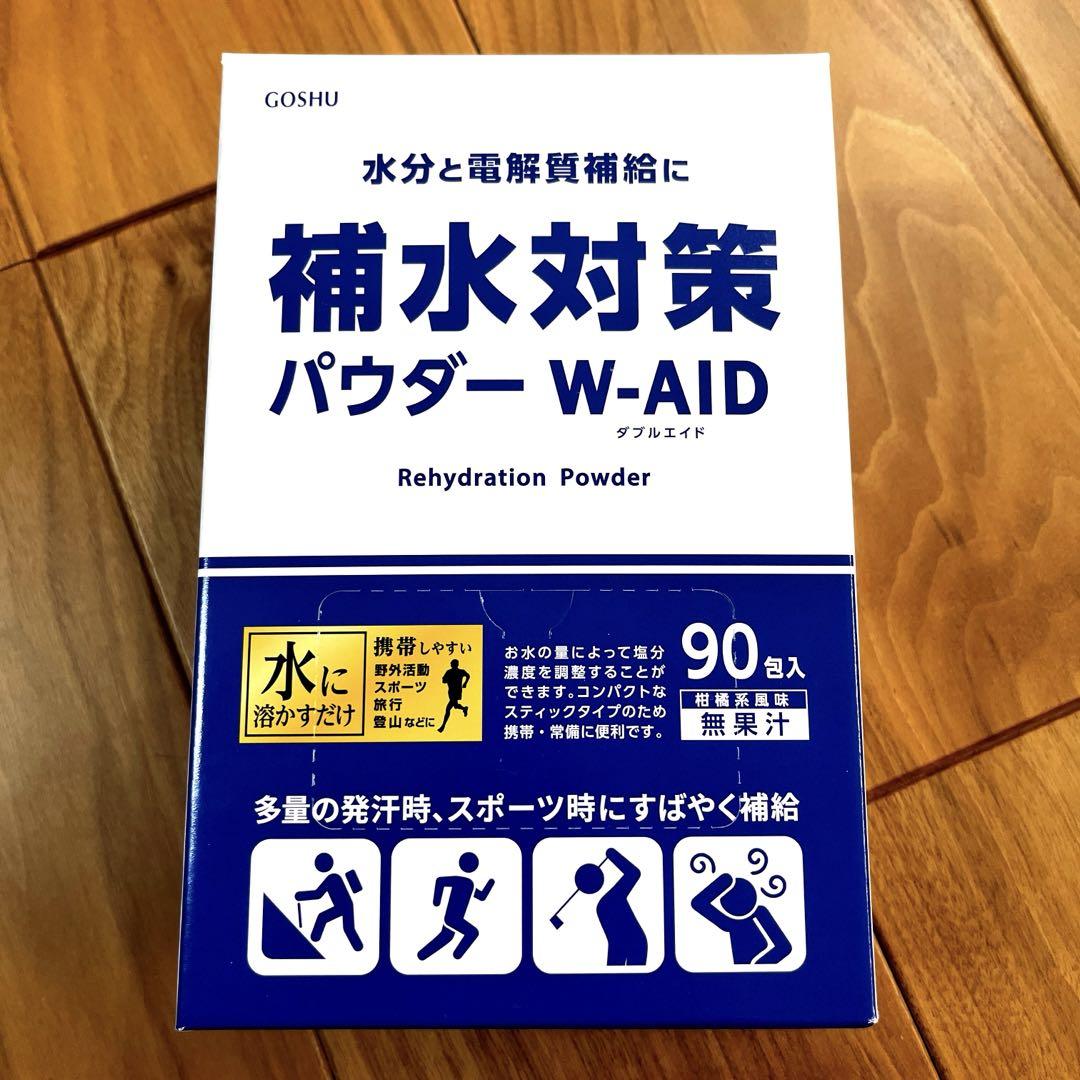 GOSHU
水分と電解質補給に
補水対策
パウダー W-AID
ダブルエイド
Rehydration Powder
水に
溶かすだけ
携帯しやすい
野外活動
スポーツ
旅行
登山などに
お水の量によって塩分
濃度を調整することが
できます。コンパクトな
スティックタイプのため
携帯・常備に便利です。
90包入
柑橘系風味
無果汁
多量の発汗時、スポーツ時にすばやく補給